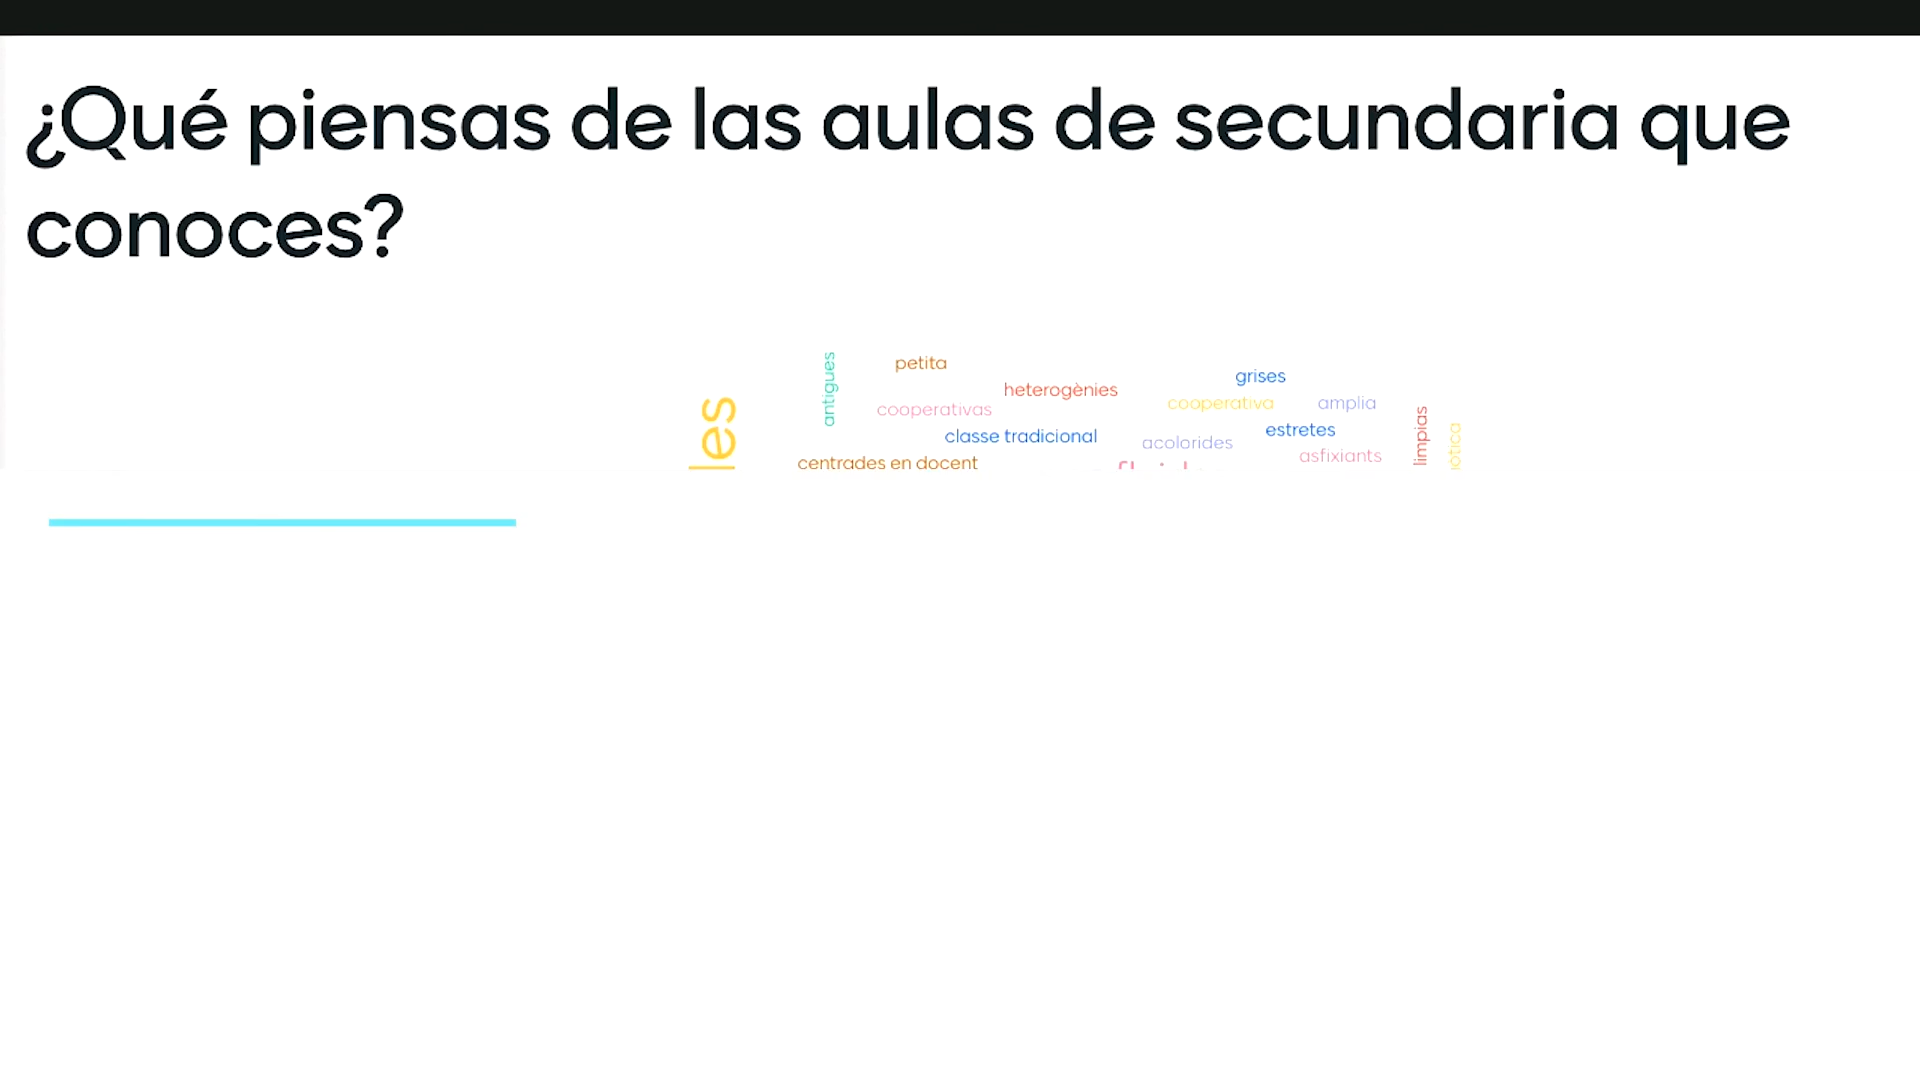 ¿Qué piensas de las aulas de secundaria que
conoces?
antigues
petita
heterogènies
grises
cooperativas
cooperativa
amplia
classe tradicional
acolorides
estretes
limpias
centrades en docent
asfixiants